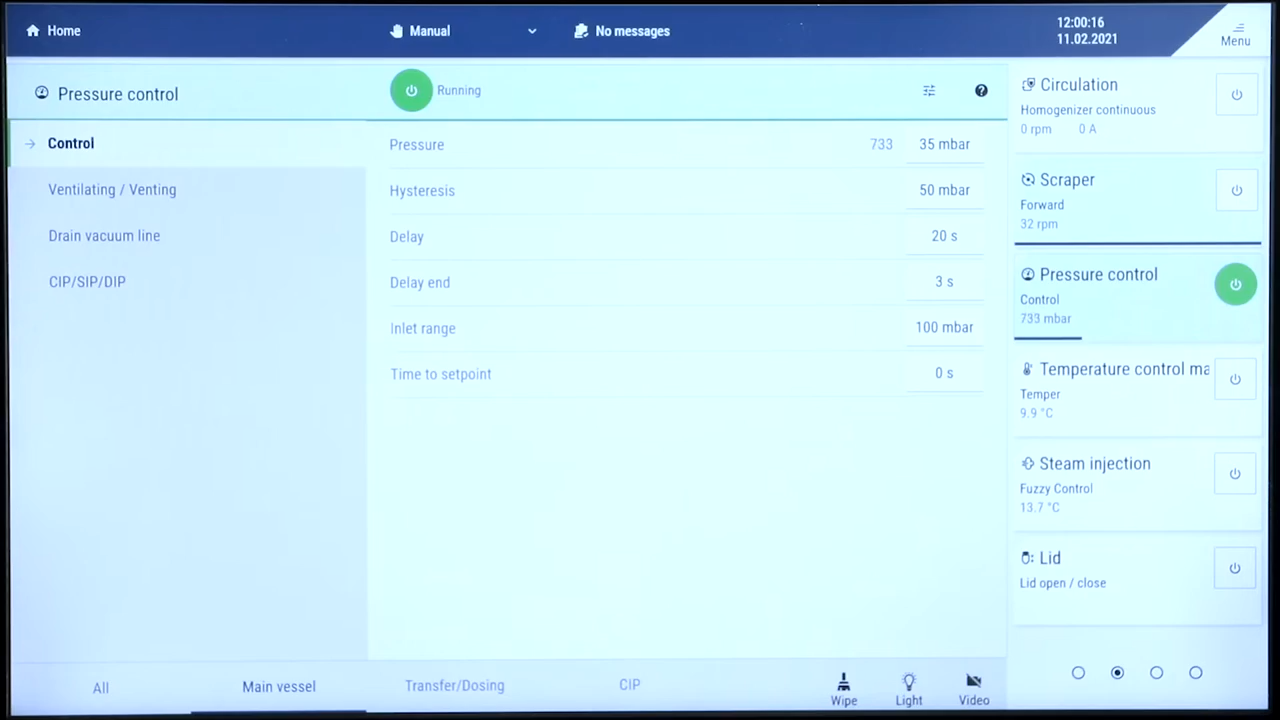 Home
Manual
No messages
12:00:16
11.02.2021
Menu
Pressure control
Running
Control
Ventilating / Venting
Drain vacuum line
CIP/SIP/DIP
Pressure 733 35 mbar
Hysteresis 50 mbar
Delay 20 s
Delay end 3 s
Inlet range 100 mbar
Time to setpoint 0 s
Circulation
Homogenizer continuous
0 rpm 0 A
Scraper
Forward
32 rpm
Pressure control
Control
733 mbar
Temperature control ma
Temper
9.9 °C
Steam injection
Fuzzy Control
13.7 °C
Lid
Lid open / close
All
Main vessel
Transfer/Dosing
CIP
Wipe
Light
Video